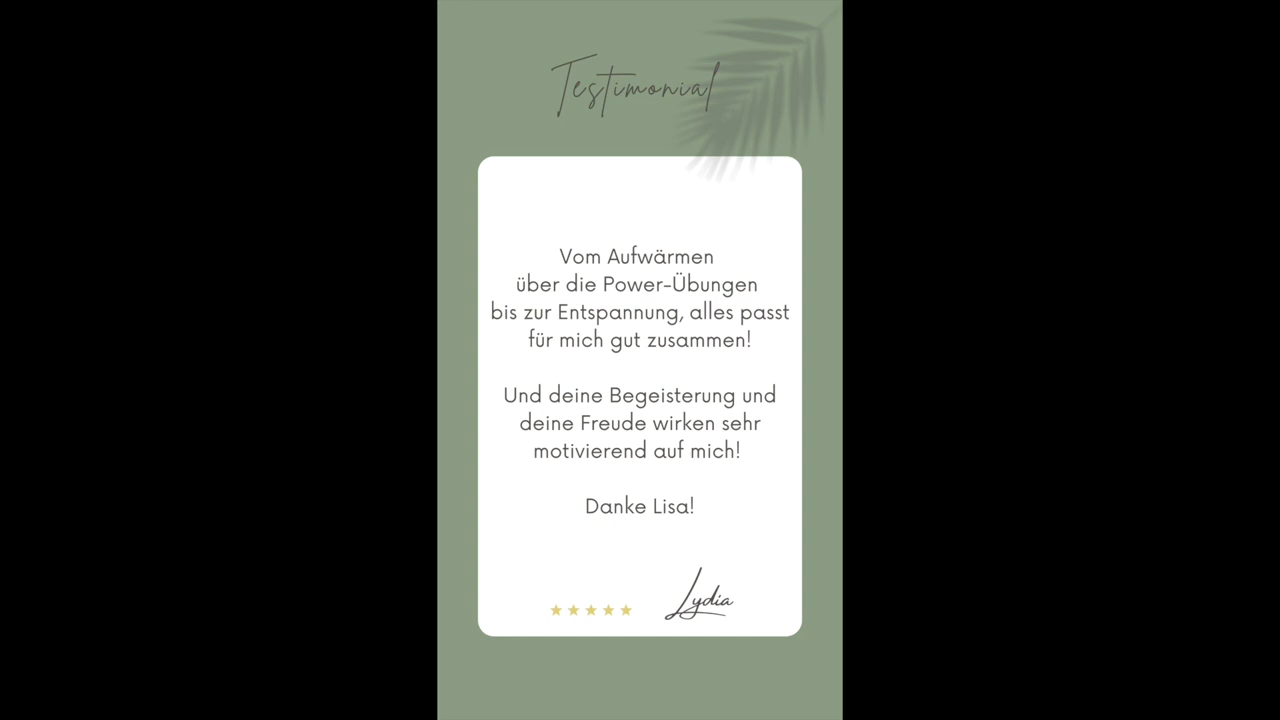 Testimonial
Vom Aufwärmen
über die Power-Übungen
bis zur Entspannung, alles passt
für mich gut zusammen!
Und deine Begeisterung und
deine Freude wirken sehr
motivierend auf mich!
Danke Lisa!
Lydia